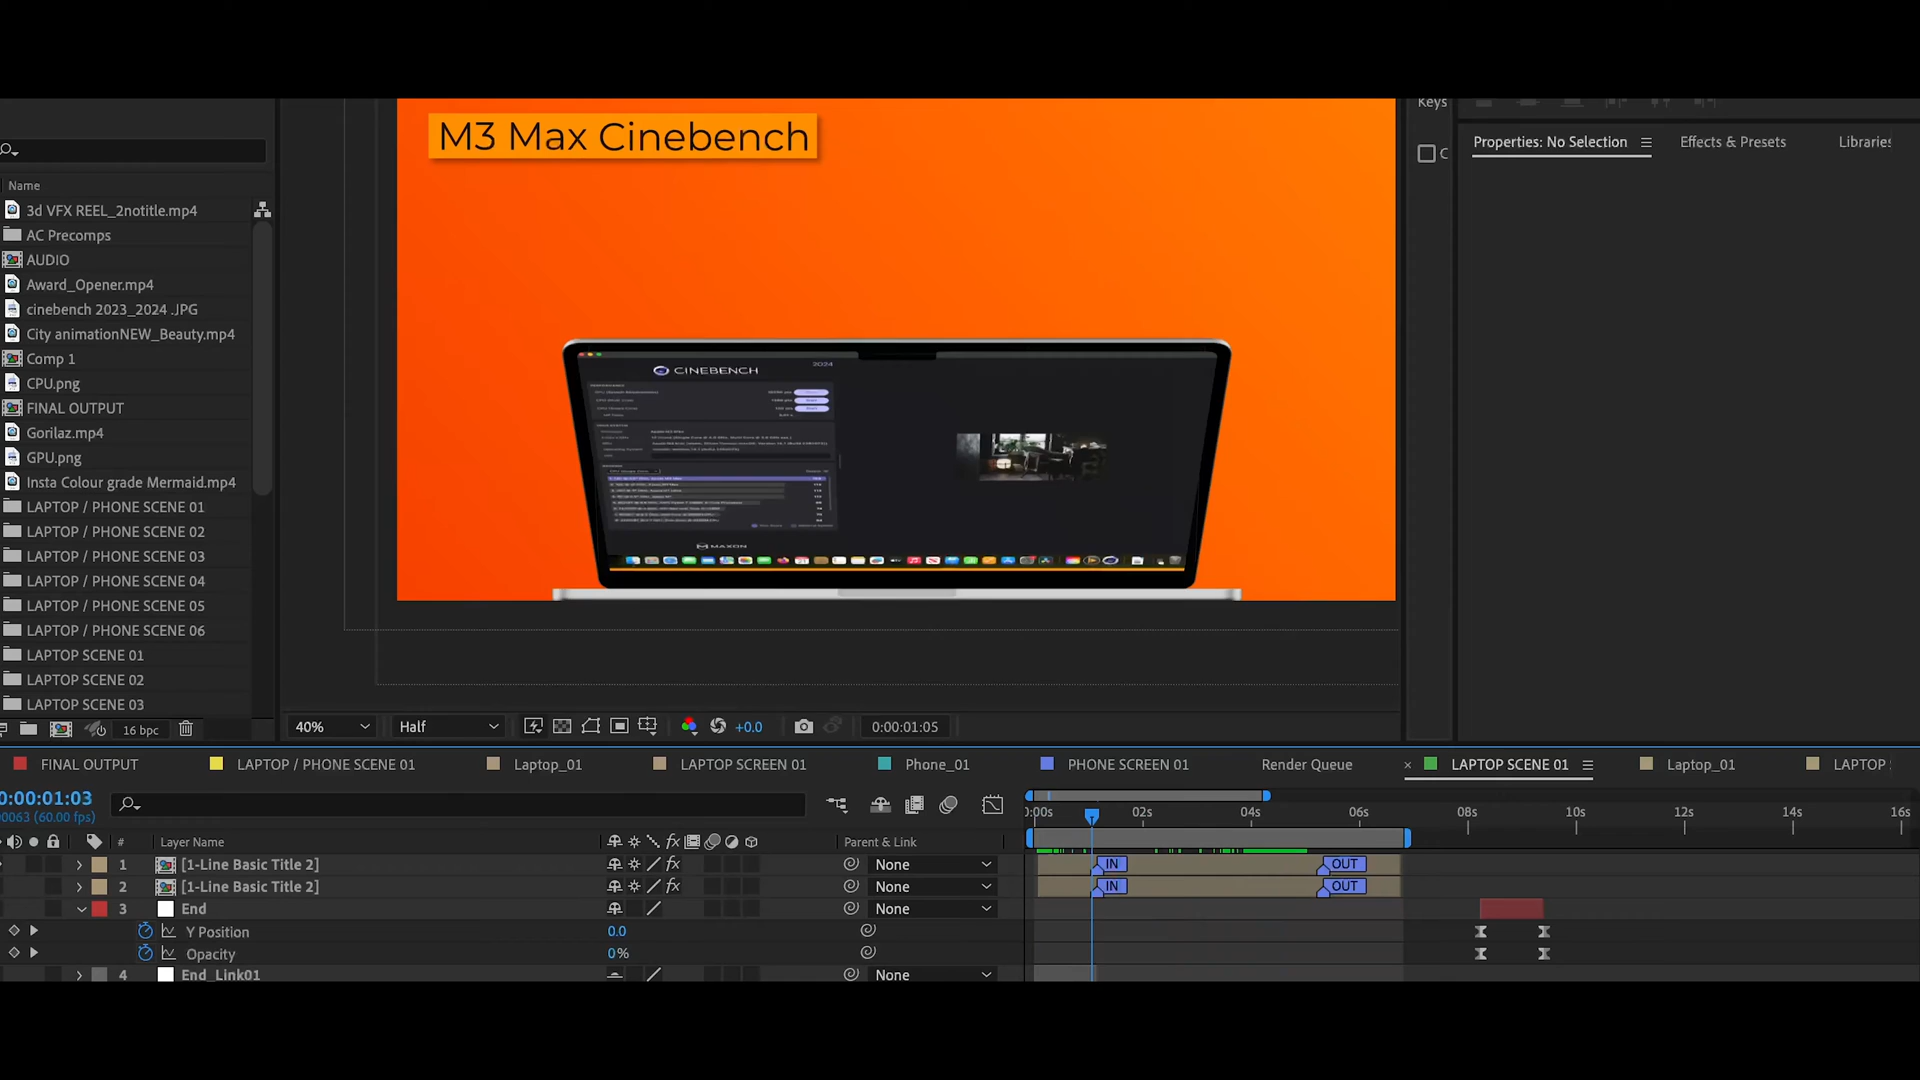 M3 Max Cinebench
Keys
C
Properties: No Selection
Effects & Presets
Libraries
Name
3d VFX REEL_2notitle.mp4
AC Precomps
AUDIO
Award_Opener.mp4
cinebench 2023_2024 .JPG
City animationNEW_Beauty.mp4
Comp 1
CPU.png
FINAL OUTPUT
Gorilaz.mp4
GPU.png
Insta Colour grade Mermaid.mp4
LAPTOP / PHONE SCENE 01
LAPTOP / PHONE SCENE 02
LAPTOP / PHONE SCENE 03
LAPTOP / PHONE SCENE 04
LAPTOP / PHONE SCENE 05
LAPTOP / PHONE SCENE 06
LAPTOP SCENE 01
LAPTOP SCENE 02
LAPTOP SCENE 03
16 bpc
CINEBENCH
2024
MAXON
40%
Half
+0.0
0:00:01:05
FINAL OUTPUT
LAPTOP / PHONE SCENE 01
Laptop_01
LAPTOP SCREEN 01
Phone_01
PHONE SCREEN 01
Render Queue
LAPTOP SCENE 01
Laptop_01
LAPTOP
0:00:01:03
00063 (60.00 fps)
0:00s 02s 04s 06s 08s 10s 12s 14s 16s
# Layer Name fx Parent & Link
1 [1-Line Basic Title 2] fx None IN OUT
2 [1-Line Basic Title 2] fx None IN OUT
3 End None
Y Position 0.0
Opacity 0%
4 End_Link01 None